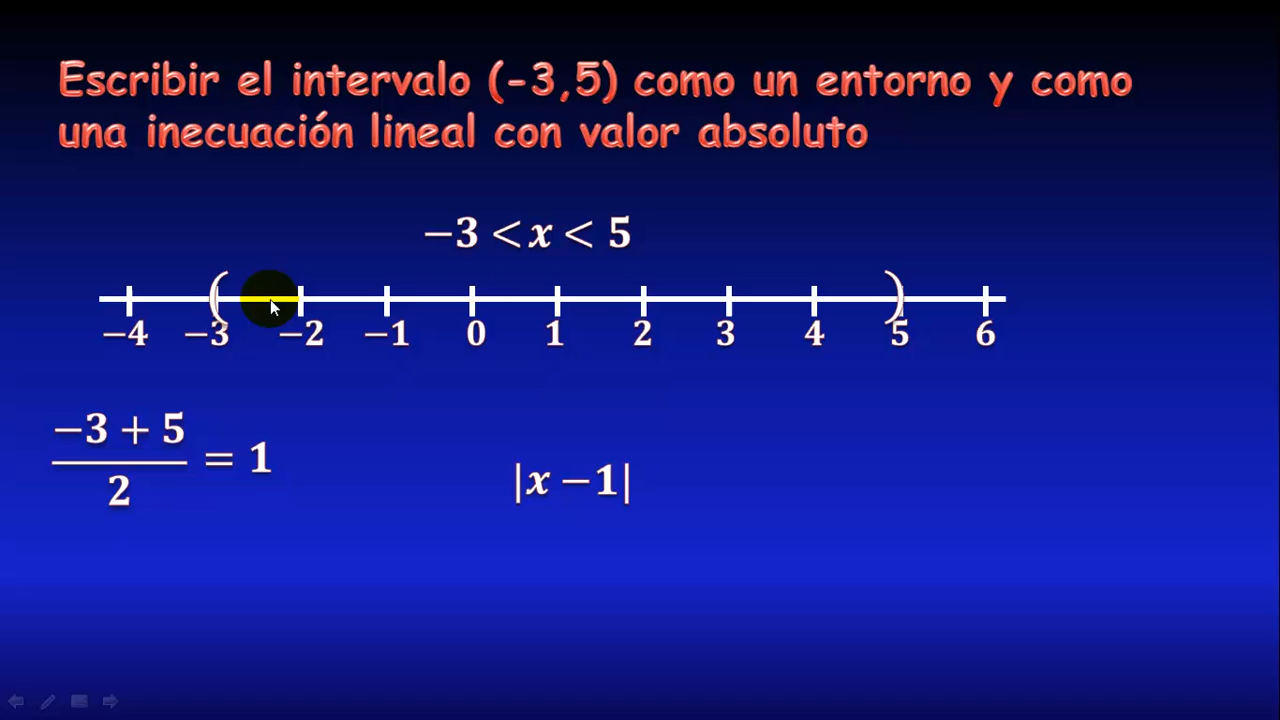 Escribir el intervalo (-3,5) como un entorno y como
una inecuación lineal con valor absoluto
−3 < x < 5
( )
−4 −3 −2 −1 0 1 2 3 4 5 6
−3 + 5
2
= 1
|x −1|